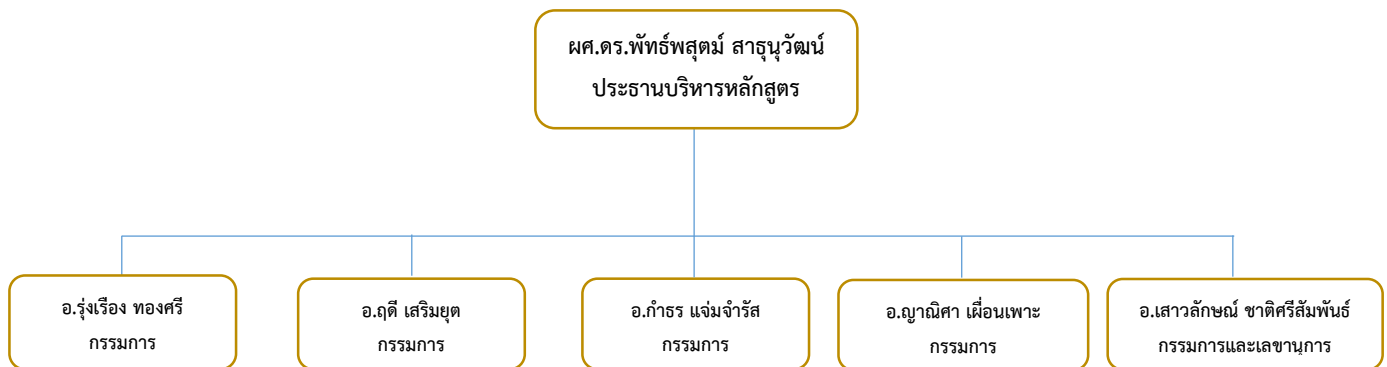 ผศ.ดร.พัทธ์พสุตม์ สาธุนุวัฒน์
ประธานบริหารหลักสูตร
อ.รุ่งเรือง ทองศรี
กรรมการ
อ.ฤดี เสริมยุต
กรรมการ
อ.กำธร แจ่มจำรัส
กรรมการ
อ.ญาณิศา เผื่อนเพาะ
กรรมการ
อ.เสาวลักษณ์ ชาติศรีสัมพันธ์
กรรมการและเลขานุการ